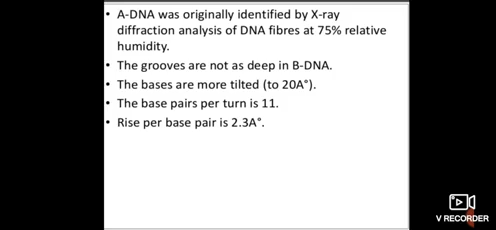 • A-DNA was originally identified by X-ray
diffraction analysis of DNA fibres at 75% relative
humidity.
• The grooves are not as deep in B-DNA.
• The bases are more tilted (to 20A°).
• The base pairs per turn is 11.
• Rise per base pair is 2.3A°.
V RECORDER